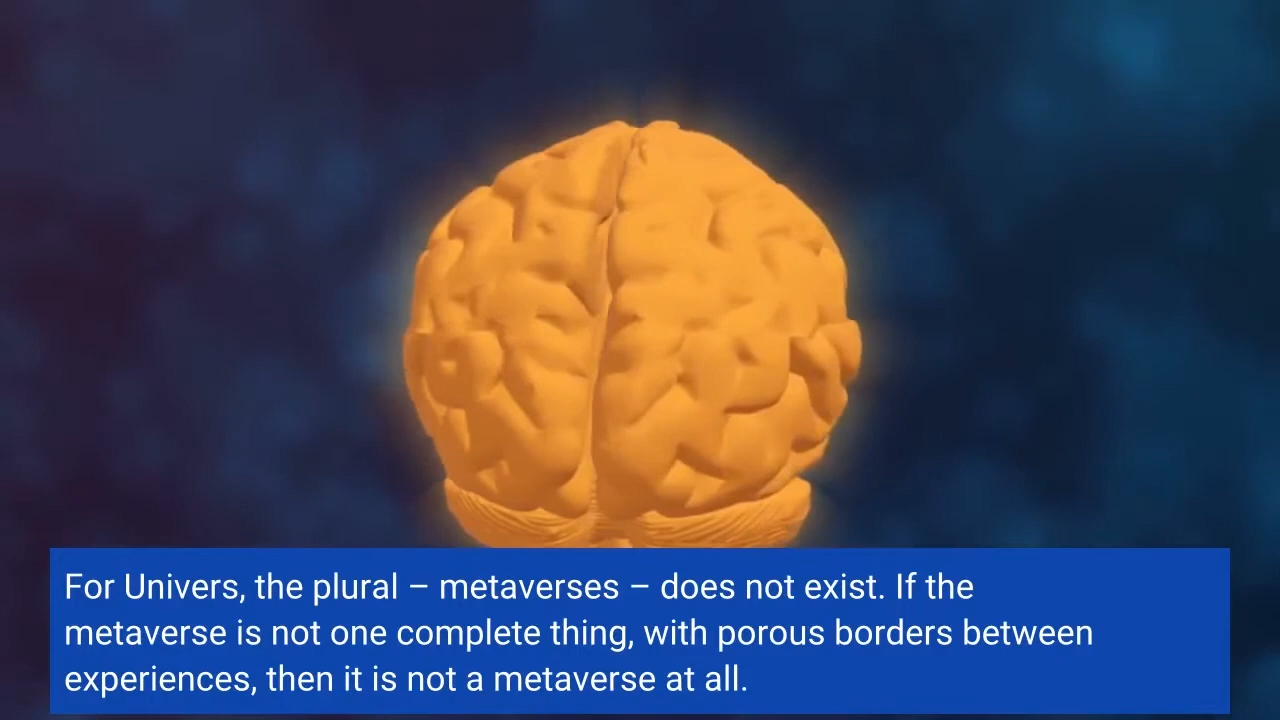 For Univers, the plural – metaverses – does not exist. If the
metaverse is not one complete thing, with porous borders between
experiences, then it is not a metaverse at all.